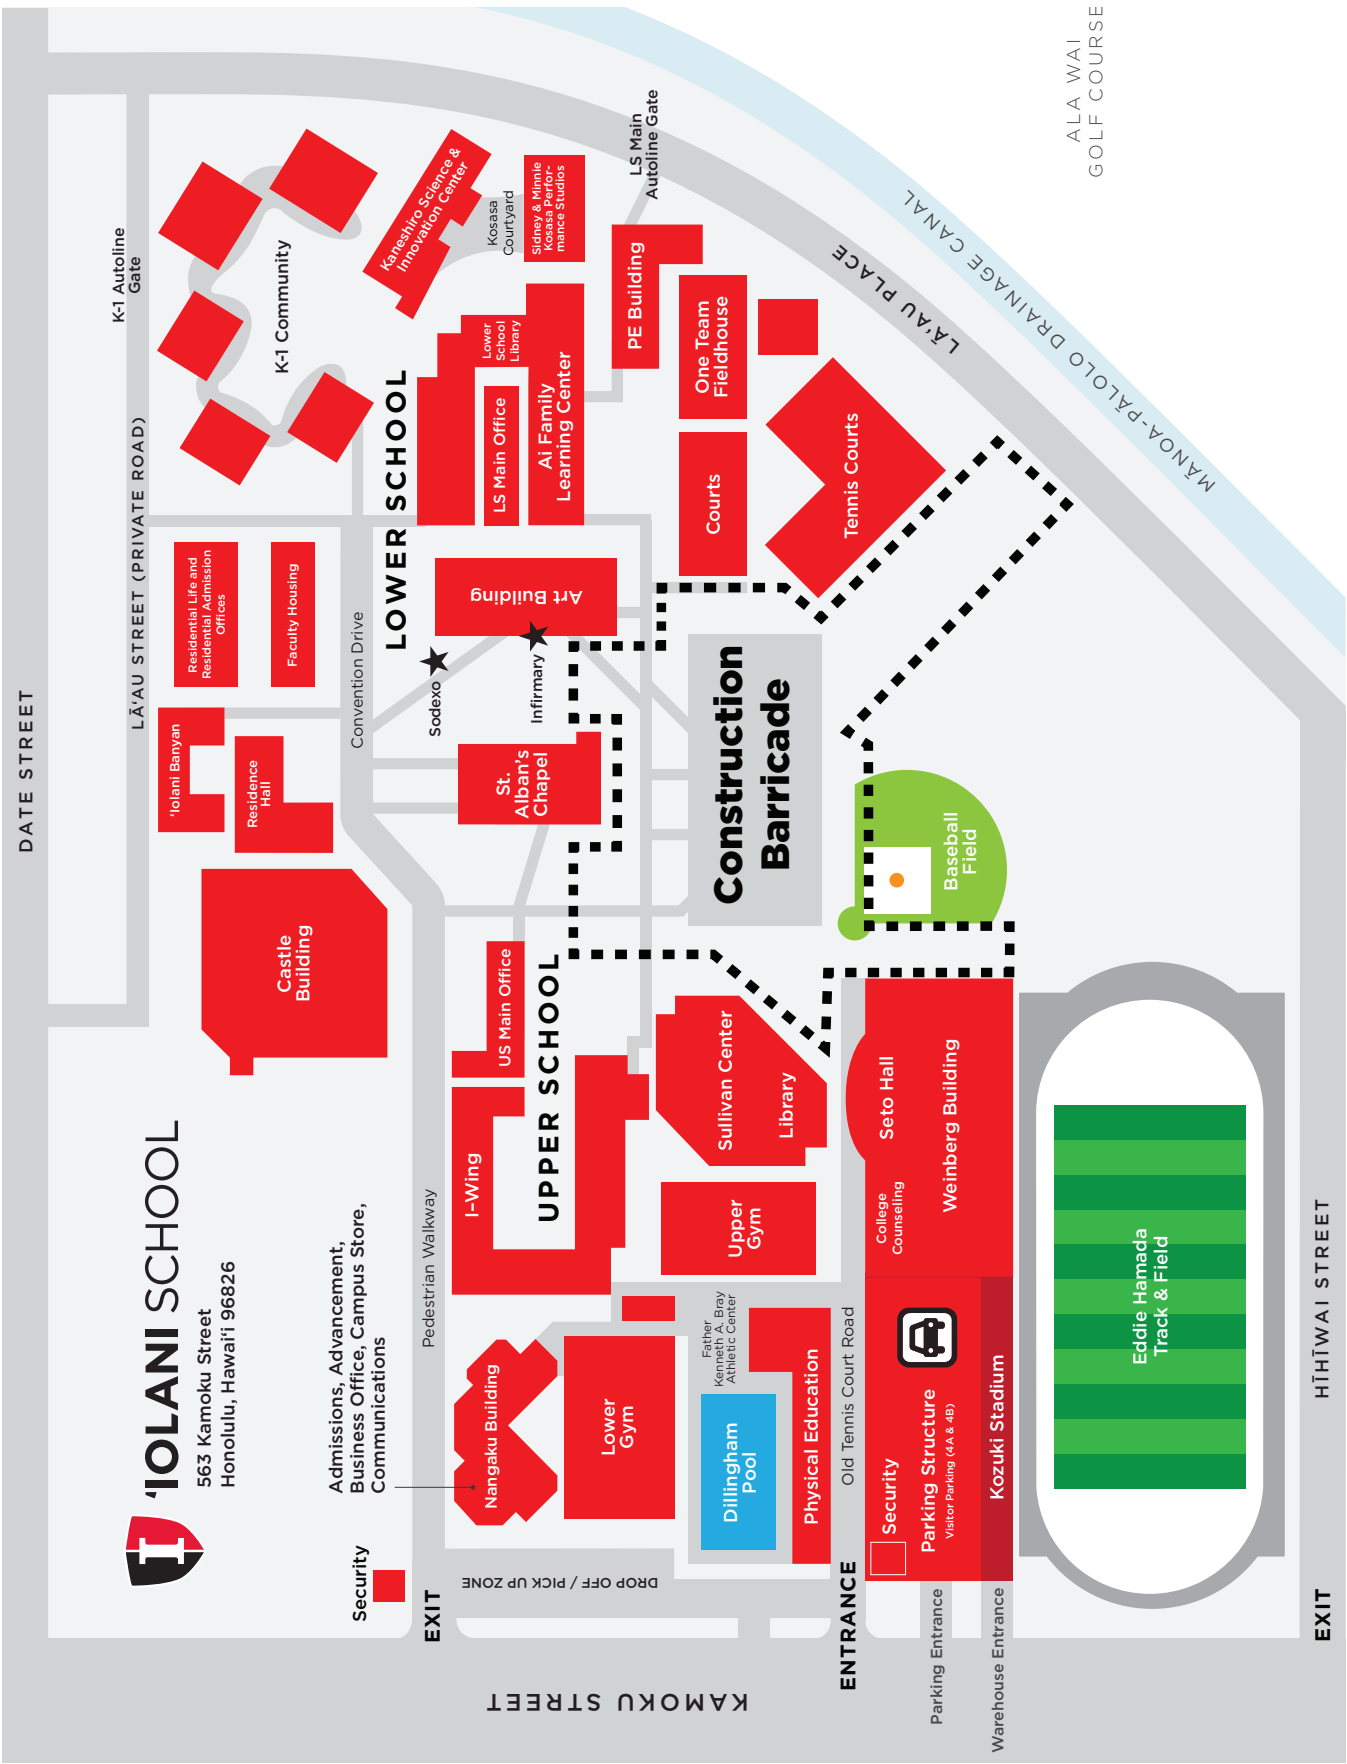 ʻIOLANI SCHOOL
563 Kamoku Street
Honolulu, Hawaiʻi 96826
DATE STREET
LĀʻAU STREET (PRIVATE ROAD)
K-1 Autoline
Gate
K-1 Community
Kaneshiro Science &
Innovation Center
Kosasa
Courtyard
Sidney & Minnie
Kosasa Perfor-
mance Studios
LS Main
Autoline Gate
ALA WAI
GOLF COURSE
MĀNOA-PĀLOLO DRAINAGE CANAL
LĀʻAU PLACE
PE Building
One Team
Fieldhouse
Courts
Tennis Courts
Lower
School
Library
LS Main Office
Ai Family
Learning Center
LOWER SCHOOL
Residential Life and
Residential Admission
Offices
Faculty Housing
Convention Drive
Art Building
Sodexo
Infirmary
ʻIolani Banyan
Residence
Hall
St.
Alban's
Chapel
Construction
Barricade
Castle
Building
Baseball
Field
US Main Office
UPPER SCHOOL
I-Wing
Sullivan Center
Library
Seto Hall
College
Counseling
Weinberg Building
Upper
Gym
Pedestrian Walkway
Admissions, Advancement,
Business Office, Campus Store,
Communications
Nangaku Building
Lower
Gym
Father
Kenneth A. Bray
Athletic Center
Dillingham
Pool
Physical Education
Old Tennis Court Road
Security
Parking Structure
Visitor Parking (4A & 4B)
Kozuki Stadium
Eddie Hamada
Track & Field
HĪHĪWAI STREET
Security
EXIT
DROP OFF / PICK UP ZONE
ENTRANCE
Parking Entrance
Warehouse Entrance
EXIT
KAMOKU STREET
I